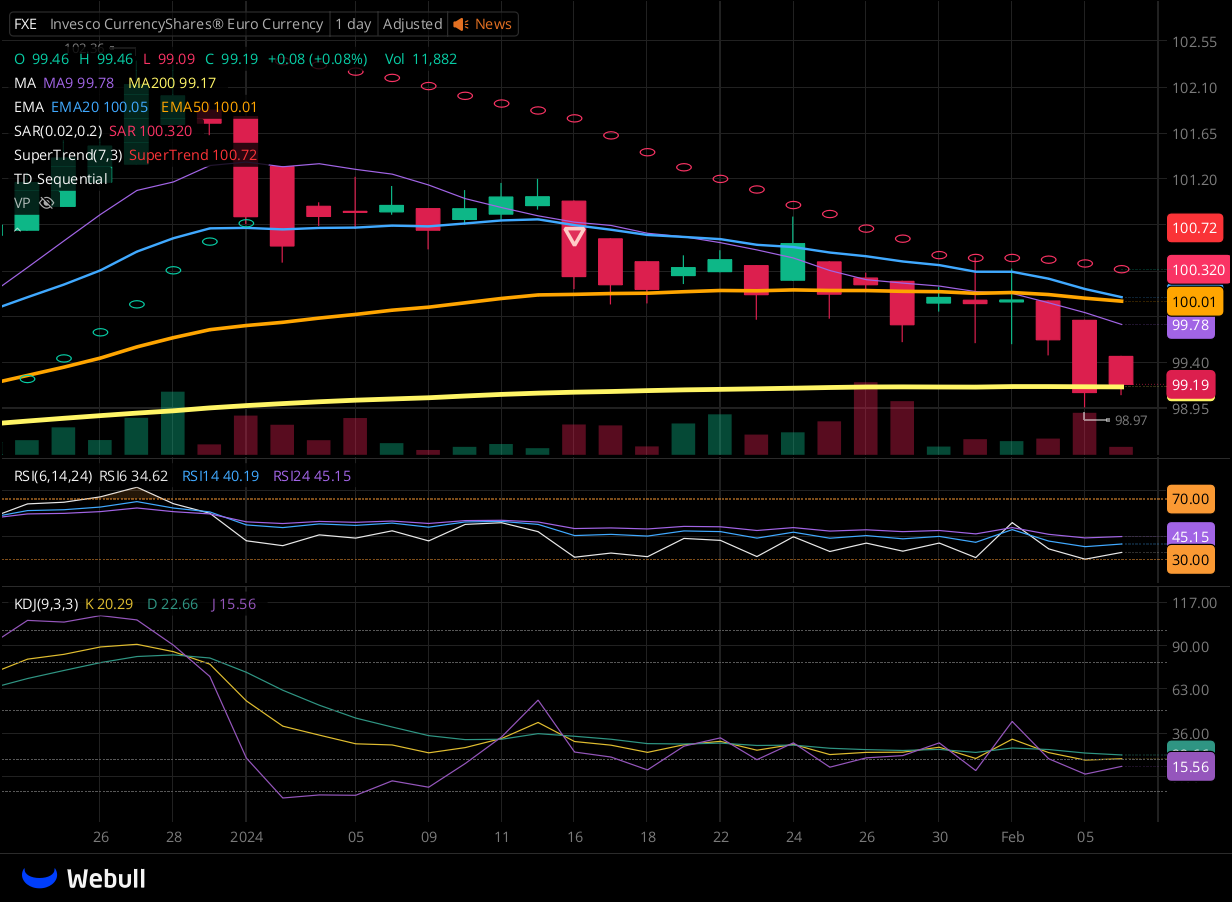 FXE Invesco CurrencyShares® Euro Currency 1 day Adjusted News
102.36
O 99.46 H 99.46 L 99.09 C 99.19 +0.08 (+0.08%) Vol 11,882
MA MA9 99.78 MA200 99.17
EMA EMA20 100.05 EMA50 100.01
SAR(0.02,0.2) SAR 100.320
SuperTrend(7,3) SuperTrend 100.72
TD Sequential
VP
102.55
102.10
101.65
101.20
100.72
100.320
100.01
99.78
99.40
99.19
98.95
98.97
RSI(6,14,24) RSI6 34.62 RSI14 40.19 RSI24 45.15
70.00
45.15
30.00
KDJ(9,3,3) K 20.29 D 22.66 J 15.56
117.00
90.00
63.00
36.00
15.56
26 28 2024 05 09 11 16 18 22 24 26 30 Feb 05
Webull